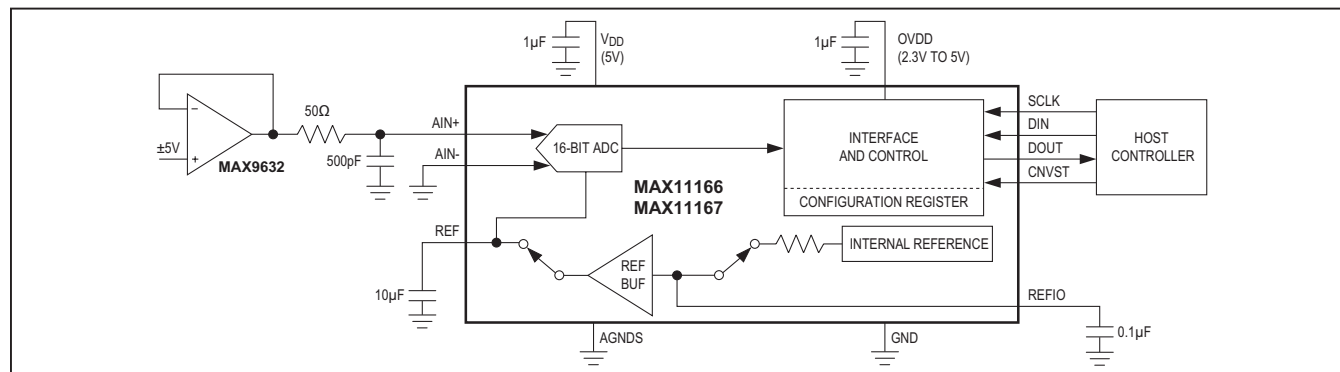 1µF
VDD
(5V)
1µF
OVDD
(2.3V TO 5V)
50Ω
±5V
-
+
MAX9632
500pF
AIN+
AIN-
16-BIT ADC
MAX11166
MAX11167
INTERFACE
AND CONTROL
CONFIGURATION REGISTER
SCLK
DIN
DOUT
CNVST
HOST
CONTROLLER
REF
10µF
REF
BUF
INTERNAL REFERENCE
REFIO
0.1µF
AGNDS
GND